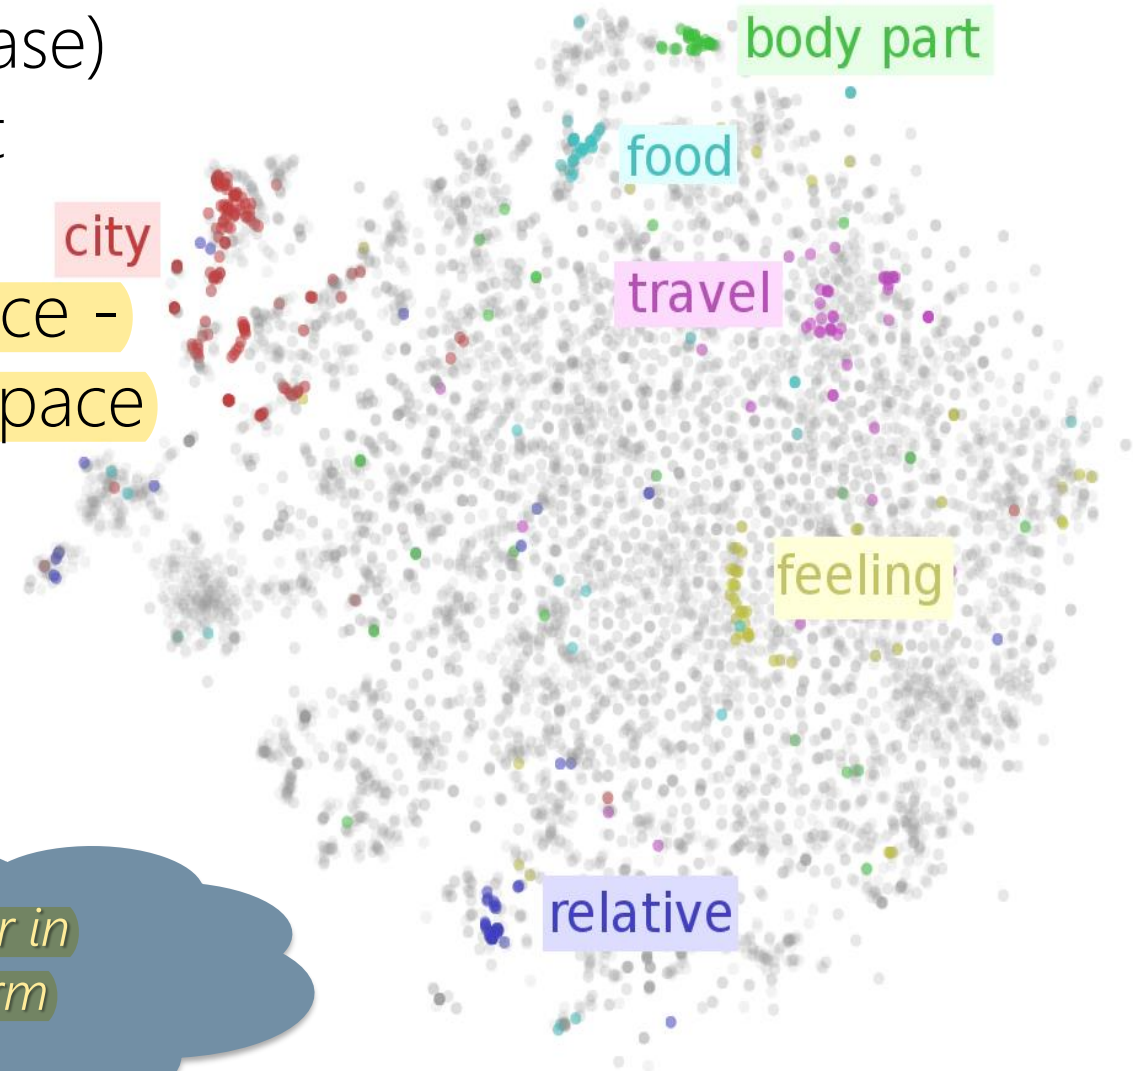 ase)
t
ce -
pace
body part
food
city
travel
feeling
relative
r in
rm